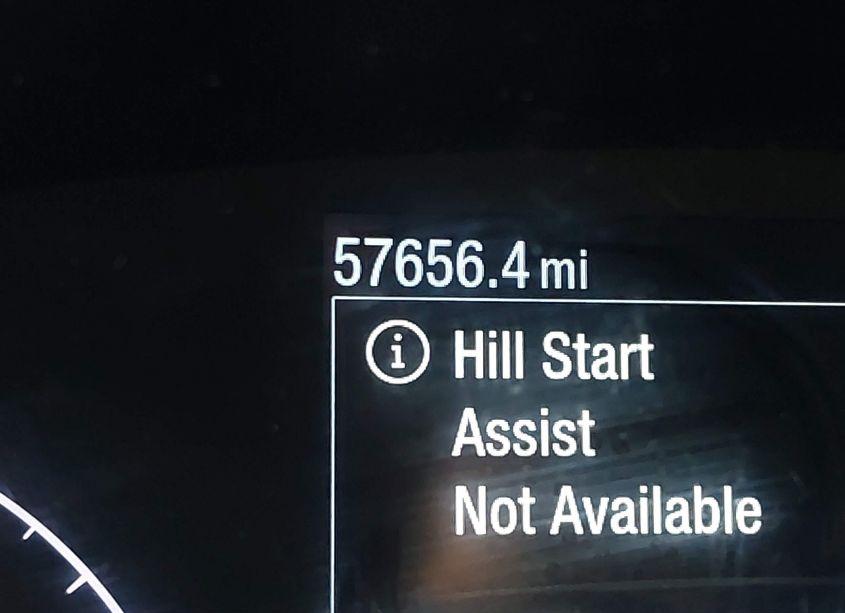 57656.4 mi
i Hill Start
Assist
Not Available